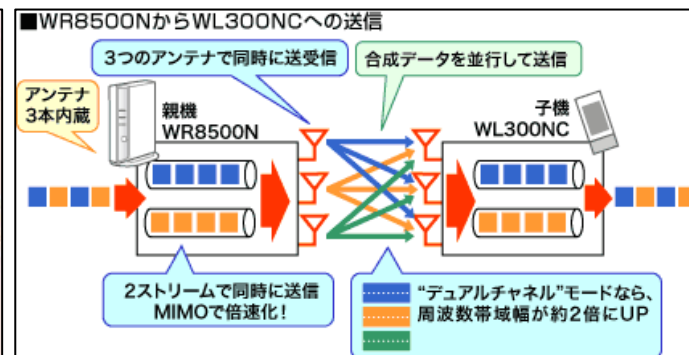 ■WR8500NからWL300NCへの送信
3つのアンテナで同時に送受信
合成データを並行して送信
アンテナ
3本内蔵
親機
WR8500N
子機
WL300NC
2ストリームで同時に送信
MIMOで倍速化!
“デュアルチャネル”モードなら、
周波数帯域幅が約2倍にUP